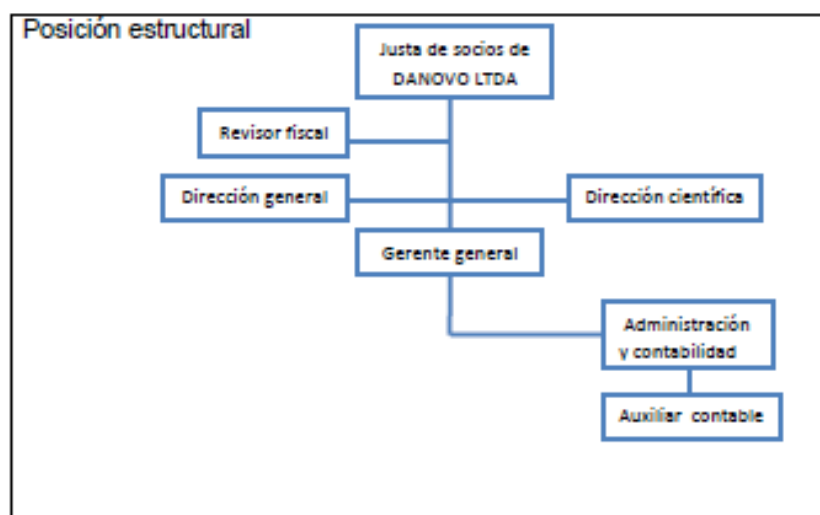 Posición estructural
Justa de socios de
DANOVO LTDA
Revisor fiscal
Dirección general
Dirección científica
Gerente general
Administración
y contabilidad
Auxiliar contable